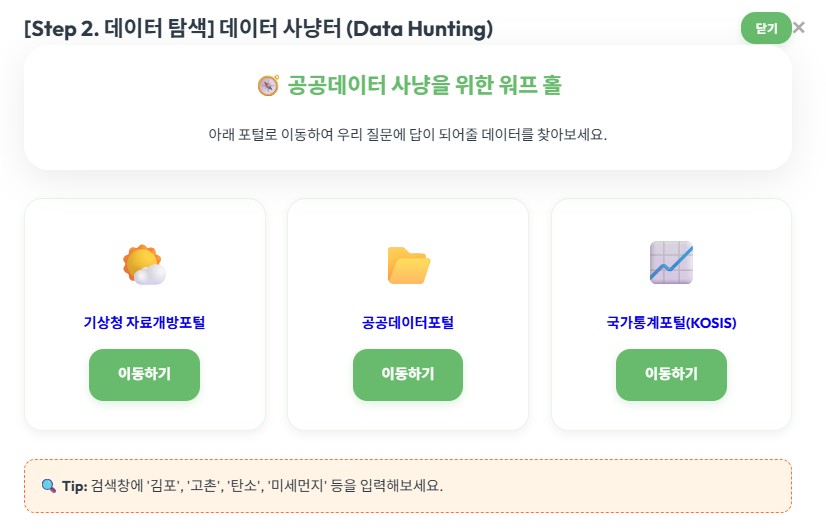 [Step 2. 데이터 탐색] 데이터 사냥터 (Data Hunting)
닫기 ×
공공데이터 사냥을 위한 워프 홀
아래 포털로 이동하여 우리 질문에 답이 되어줄 데이터를 찾아보세요.
기상청 자료개방포털
이동하기
공공데이터포털
이동하기
국가통계포털(KOSIS)
이동하기
Tip: 검색창에 '김포', '고촌', '탄소', '미세먼지' 등을 입력해보세요.